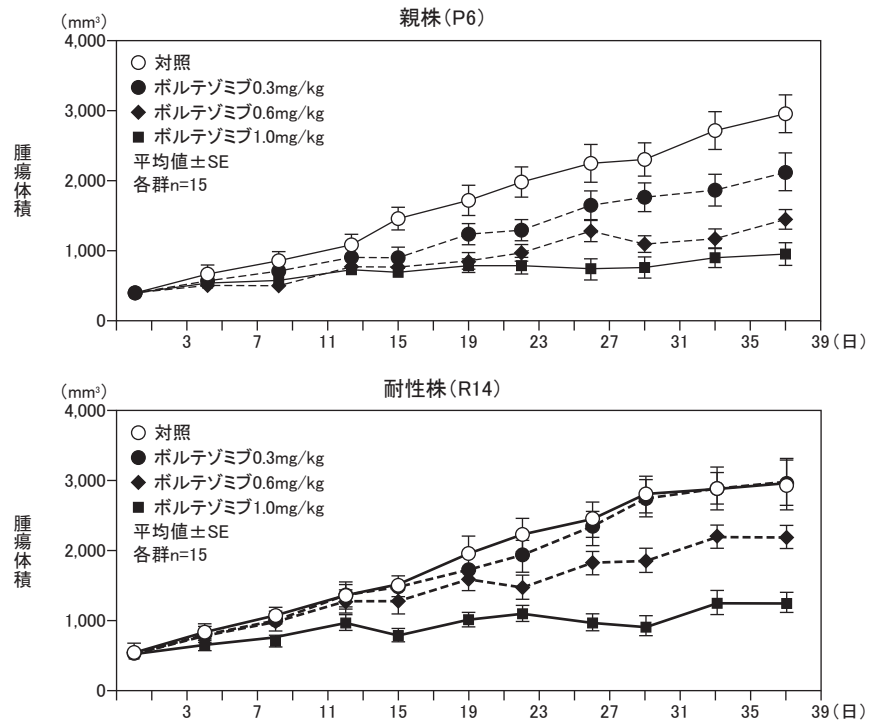 親株(P6)
(mm³)
4,000
3,000
2,000
1,000
0
腫瘍体積
対照
ボルテゾミブ0.3mg/kg
ボルテゾミブ0.6mg/kg
ボルテゾミブ1.0mg/kg
平均値±SE
各群n=15
3 7 11 15 19 23 27 31 35 39(日)
耐性株(R14)
(mm³)
4,000
3,000
2,000
1,000
0
腫瘍体積
対照
ボルテゾミブ0.3mg/kg
ボルテゾミブ0.6mg/kg
ボルテゾミブ1.0mg/kg
平均値±SE
各群n=15
3 7 11 15 19 23 27 31 35 39(日)